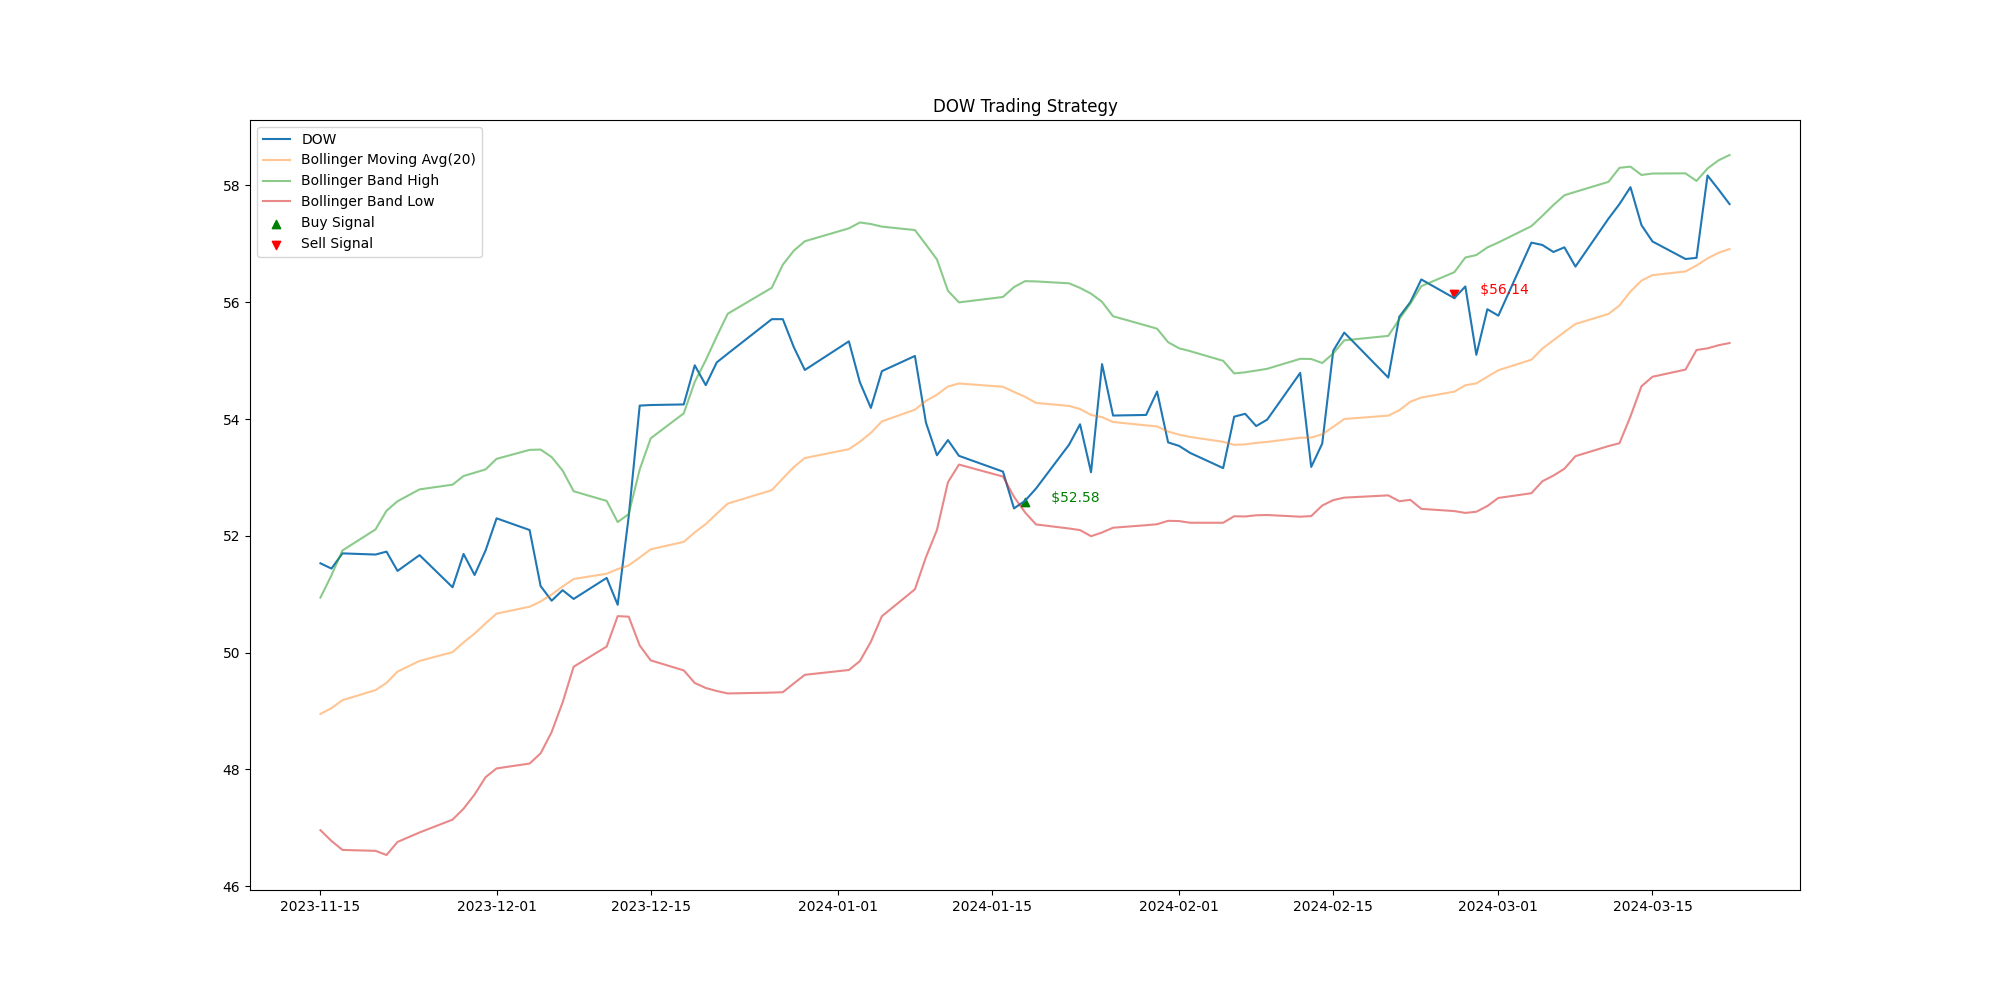 DOW Trading Strategy
DOW
Bollinger Moving Avg(20)
Bollinger Band High
Bollinger Band Low
Buy Signal
Sell Signal
58
56
54
52
50
48
46
$56.14
$52.58
2023-11-15 2023-12-01 2023-12-15 2024-01-01 2024-01-15 2024-02-01 2024-02-15 2024-03-01 2024-03-15